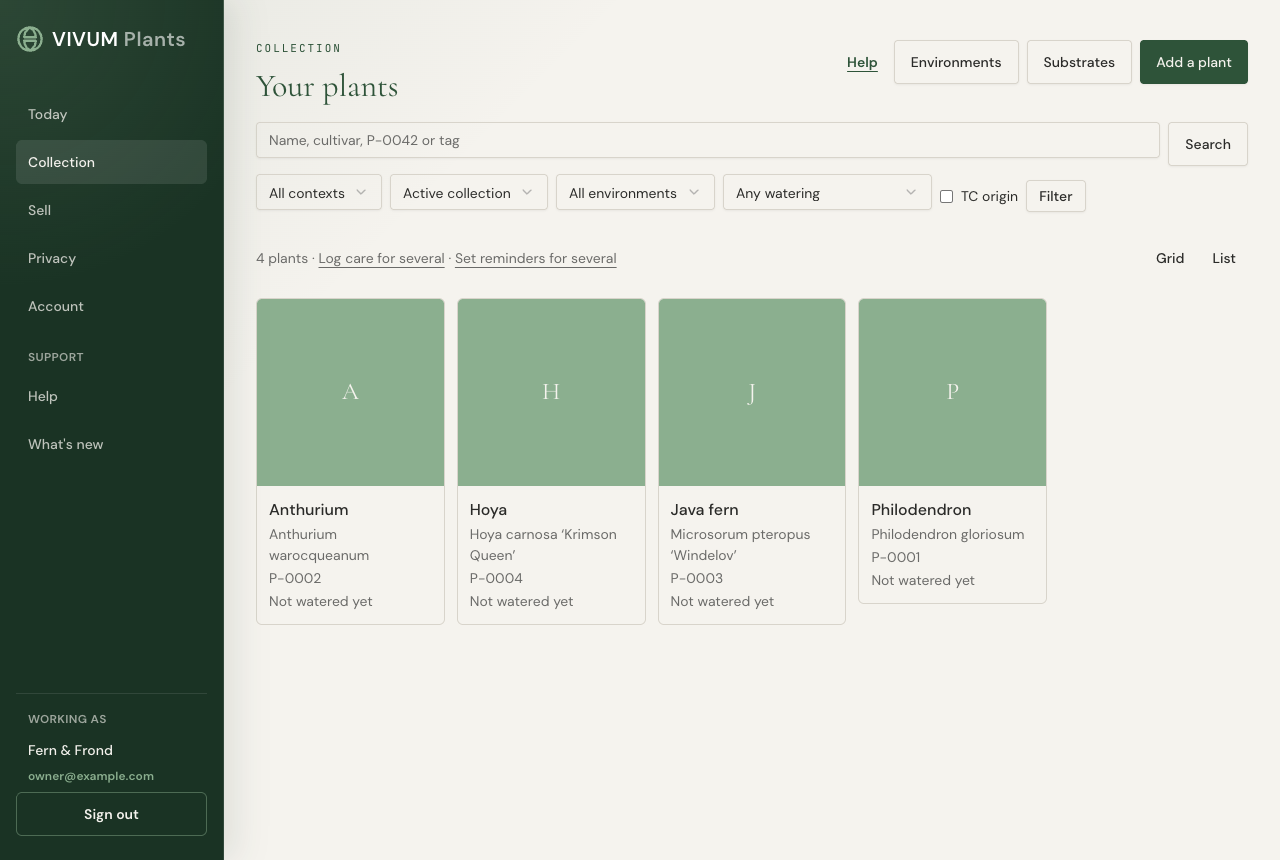 VIVUM Plants
Today
Collection
Sell
Privacy
Account
SUPPORT
Help
What's new
WORKING AS
Fern & Frond
owner@example.com
Sign out
COLLECTION
Your plants
Help
Environments
Substrates
Add a plant
Name, cultivar, P-0042 or tag
Search
All contexts
Active collection
All environments
Any watering
TC origin
Filter
4 plants · Log care for several · Set reminders for several
Grid
List
A
Anthurium
Anthurium
warocqueanum
P-0002
Not watered yet
H
Hoya
Hoya carnosa ‘Krimson
Queen’
P-0004
Not watered yet
J
Java fern
Microsorum pteropus
‘Windelov’
P-0003
Not watered yet
P
Philodendron
Philodendron gloriosum
P-0001
Not watered yet